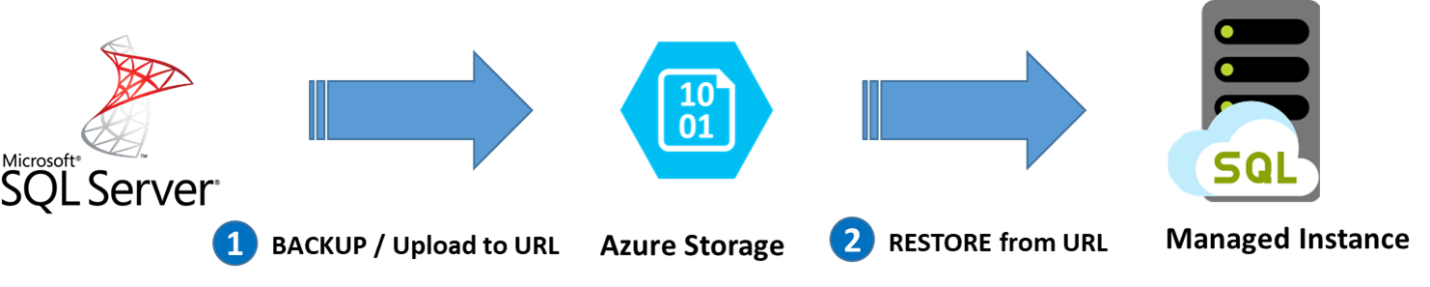 Microsoft®
SQL Server®
™
10
01
SQL
1 BACKUP / Upload to URL
Azure Storage
2 RESTORE from URL
Managed Instance